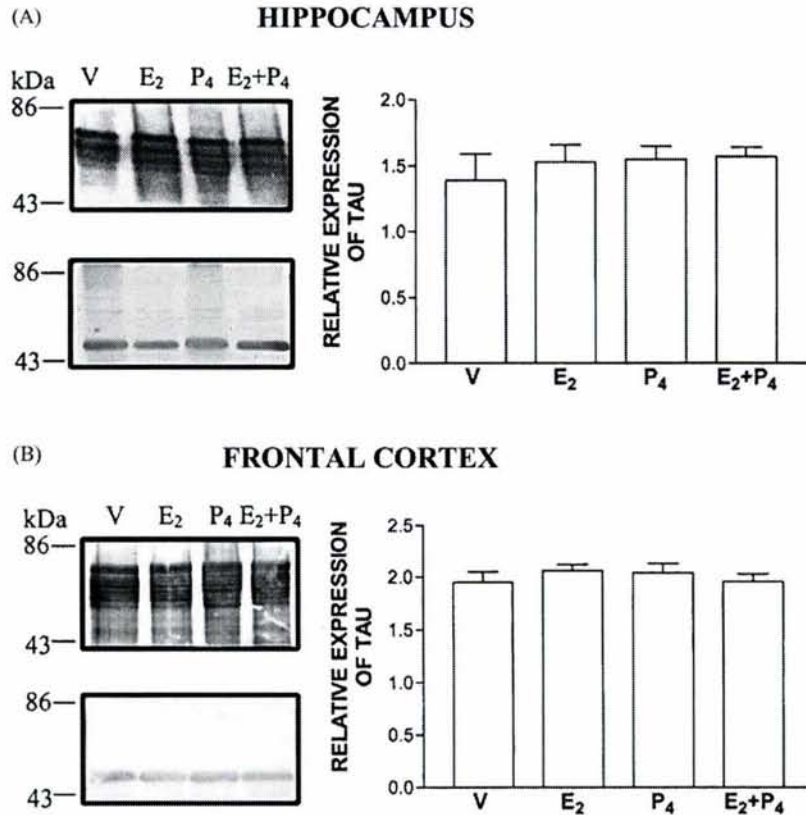 (A) HIPPOCAMPUS
kDa V E₂ P₄ E₂+P₄
86
43
86
43
RELATIVE EXPRESSION
OF TAU
2.0
1.5
1.0
0.5
0.0
V E₂ P₄ E₂+P₄
(B) FRONTAL CORTEX
kDa V E₂ P₄ E₂+P₄
86
43
86
43
RELATIVE EXPRESSION
OF TAU
2.5
2.0
1.5
1.0
0.5
0.0
V E₂ P₄ E₂+P₄